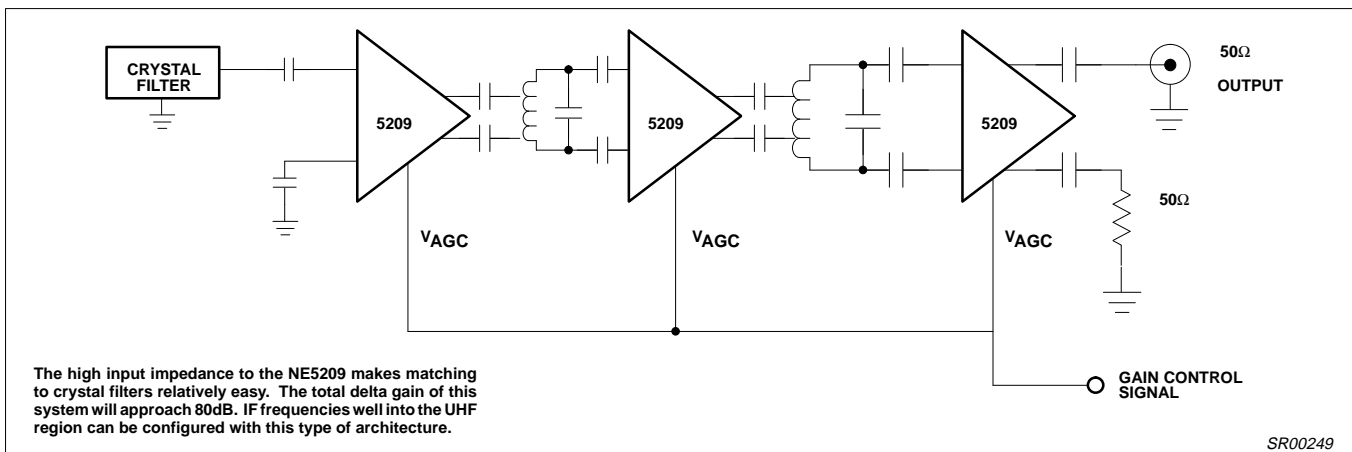 CRYSTAL
FILTER
5209
5209
5209
50Ω
OUTPUT
50Ω
VAGC
VAGC
VAGC
GAIN CONTROL
SIGNAL
The high input impedance to the NE5209 makes matching
to crystal filters relatively easy. The total delta gain of this
system will approach 80dB. IF frequencies well into the UHF
region can be configured with this type of architecture.
SR00249